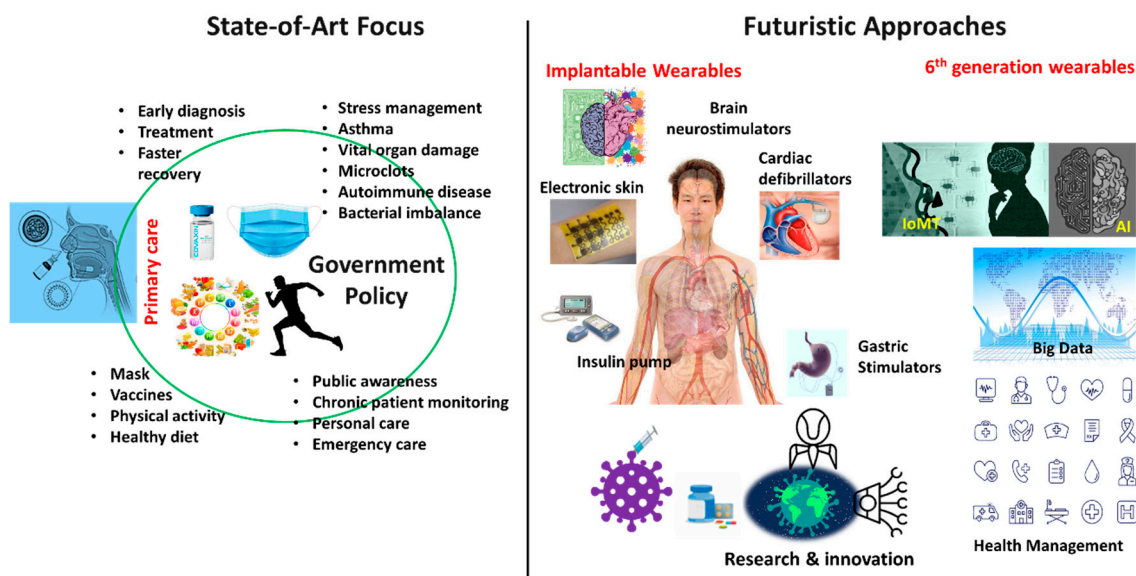 State-of-Art Focus
• Early diagnosis
• Treatment
• Faster
recovery
• Stress management
• Asthma
• Vital organ damage
• Microclots
• Autoimmune disease
• Bacterial imbalance
Primary care
COVAXIN
Government
Policy
• Mask
• Vaccines
• Physical activity
• Healthy diet
• Public awareness
• Chronic patient monitoring
• Personal care
• Emergency care
Futuristic Approaches
Implantable Wearables
6th generation wearables
Brain
neurostimulators
Electronic skin
Cardiac
defibrillators
IoMT
AI
Insulin pump
Gastric
Stimulators
Big Data
H
Research & innovation
Health Management